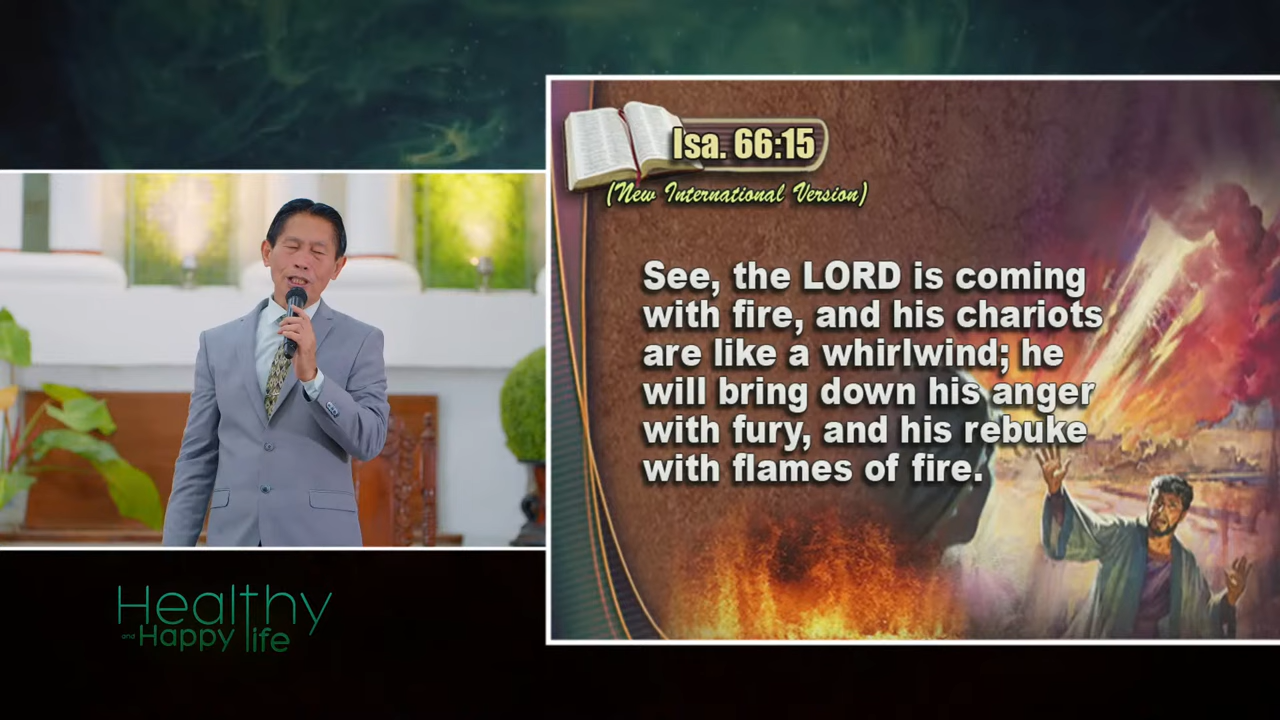 Isa. 66:15
(New International Version)
See, the LORD is coming
with fire, and his chariots
are like a whirlwind; he
will bring down his anger
with fury, and his rebuke
with flames of fire.
Healthy
and Happy life